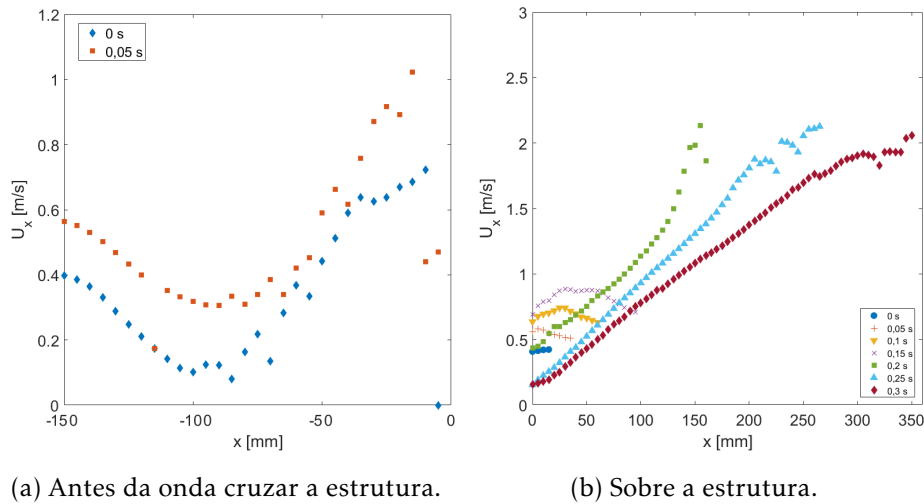 1.2
1
0.8
0.6
0.4
0.2
0
U_x [m/s]
0 s
0,05 s
-150
-100
-50
0
x [mm]
3
2.5
2
1.5
1
0.5
0
U_x [m/s]
0 s
0,05 s
0,1 s
0,15 s
0,2 s
0,25 s
0,3 s
0
50
100
150
200
250
300
350
x [mm]
(a) Antes da onda cruzar a estrutura.
(b) Sobre a estrutura.